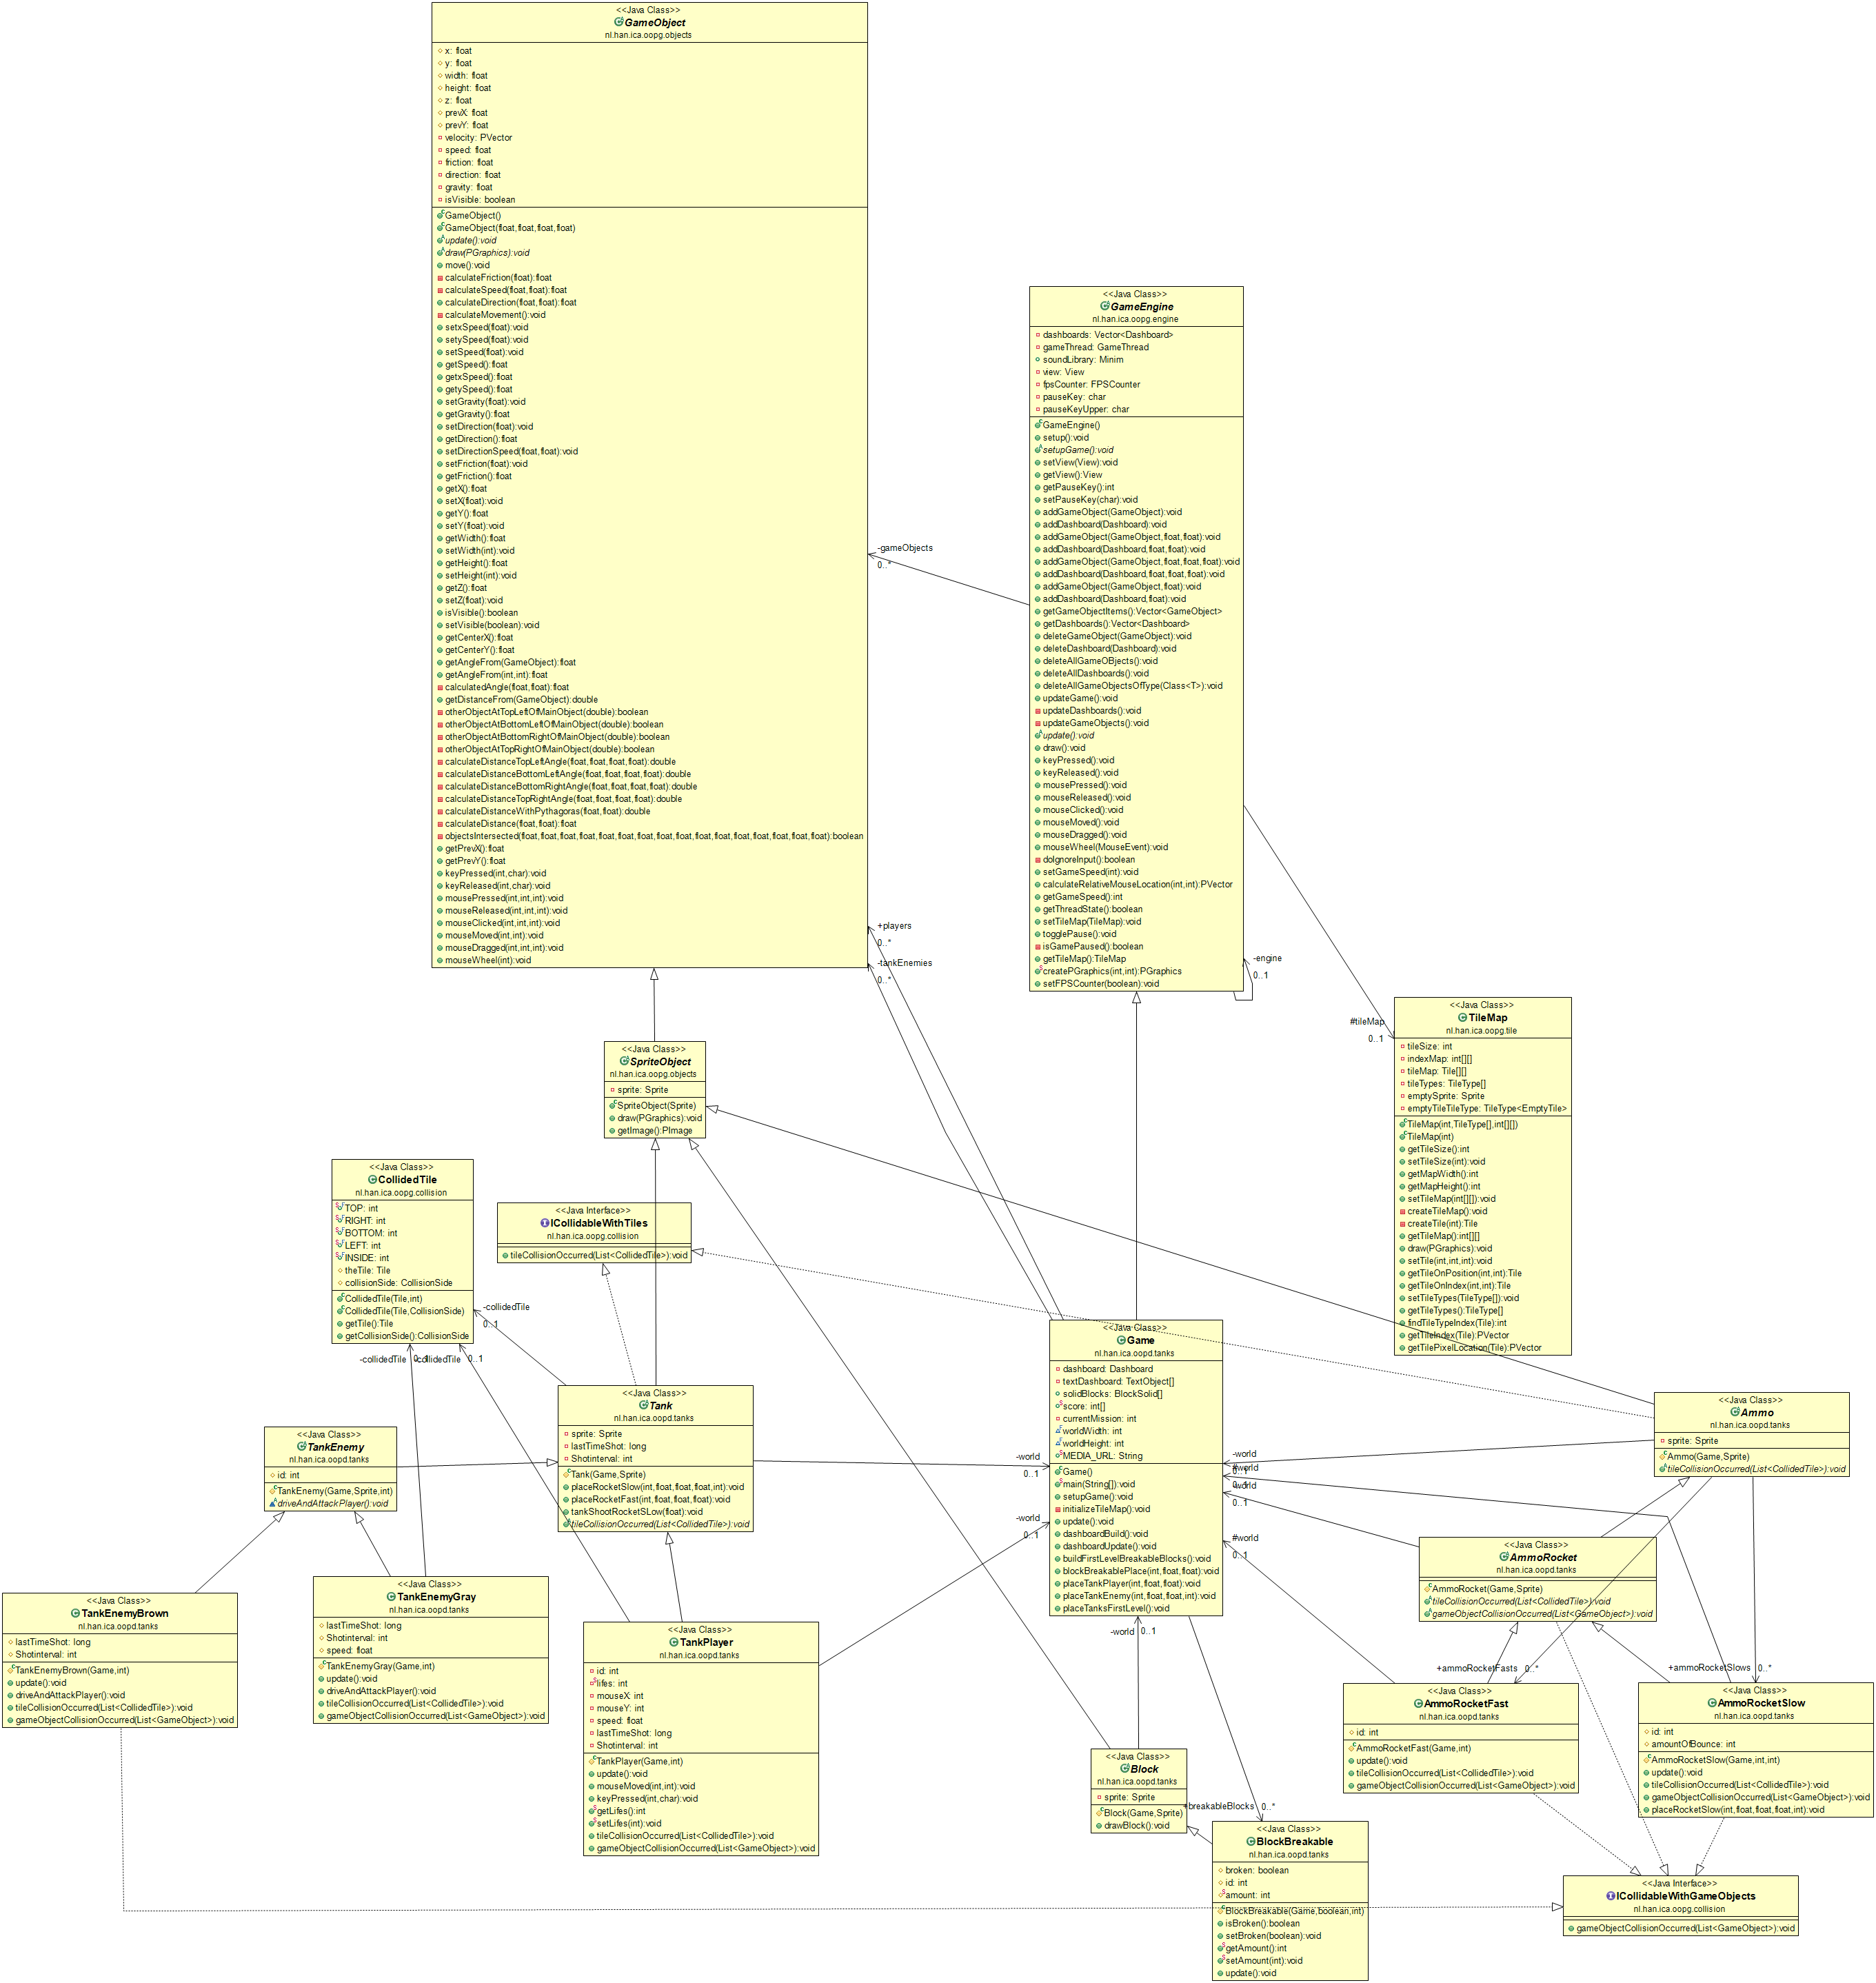 <<Java Class>>
GameObject
nl.han.ica.oopg.objects
x: float
y: float
width: float
height: float
z: float
prevX: float
prevY: float
velocity: PVector
speed: float
friction: float
direction: float
gravity: float
isVisible: boolean
GameObject()
GameObject(float,float,float,float)
update():void
draw(PGraphics):void
move():void
calculateFriction(float):float
calculateSpeed(float,float):float
calculateDirection(float,float):float
calculateMovement():void
setxSpeed(float):void
setySpeed(float):void
setSpeed(float):void
getSpeed():float
getxSpeed():float
getySpeed():float
setGravity(float):void
getGravity():float
setDirection(float):void
getDirection():float
setDirectionSpeed(float,float):void
setFriction(float):void
getFriction():float
getX():float
setX(float):void
getY():float
setY(float):void
getWidth():float
setWidth(int):void
getHeight():float
setHeight(int):void
getZ():float
setZ(float):void
isVisible():boolean
setVisible(boolean):void
getCenterX():float
getCenterY():float
getAngleFrom(GameObject):float
getAngleFrom(int,int):float
calculatedAngle(float,float):float
getDistanceFrom(GameObject):double
otherObjectAtTopLeftOfMainObject(double):boolean
otherObjectAtBottomLeftOfMainObject(double):boolean
otherObjectAtBottomRightOfMainObject(double):boolean
otherObjectAtTopRightOfMainObject(double):boolean
calculateDistanceTopLeftAngle(float,float,float,float):double
calculateDistanceBottomLeftAngle(float,float,float,float):double
calculateDistanceBottomRightAngle(float,float,float,float):double
calculateDistanceTopRightAngle(float,float,float,float):double
calculateDistanceWithPythagoras(float,float):double
calculateDistance(float,float):float
objectsIntersected(float,float,float,float,float,float,float,float,float,float,float,float,float,float,float,float):boolean
getPrevX():float
getPrevY():float
keyPressed(int,char):void
keyReleased(int,char):void
mousePressed(int,int,int):void
mouseReleased(int,int,int):void
mouseClicked(int,int,int):void
mouseMoved(int,int):void
mouseDragged(int,int,int):void
mouseWheel(int):void
<<Java Class>>
GameEngine
nl.han.ica.oopg.engine
dashboards: Vector<Dashboard>
gameThread: GameThread
soundLibrary: Minim
view: View
fpsCounter: FPSCounter
pauseKey: char
pauseKeyUpper: char
GameEngine()
setup():void
setupGame():void
setView(View):void
getView():View
getPauseKey():int
setPauseKey(char):void
addGameObject(GameObject):void
addDashboard(Dashboard):void
addGameObject(GameObject,float,float):void
addDashboard(Dashboard,float,float):void
addGameObject(GameObject,float,float,float):void
addDashboard(Dashboard,float,float,float):void
addGameObject(GameObject,float):void
addDashboard(Dashboard,float):void
getGameObjectItems():Vector<GameObject>
getDashboards():Vector<Dashboard>
deleteGameObject(GameObject):void
deleteDashboard(Dashboard):void
deleteAllGameOBjects():void
deleteAllDashboards():void
deleteAllGameObjectsOfType(Class<T>):void
updateGame():void
updateDashboards():void
updateGameObjects():void
update():void
draw():void
keyPressed():void
keyReleased():void
mousePressed():void
mouseReleased():void
mouseClicked():void
mouseMoved():void
mouseDragged():void
mouseWheel(MouseEvent):void
doIgnoreInput():boolean
setGameSpeed(int):void
calculateRelativeMouseLocation(int,int):PVector
getGameSpeed():int
getThreadState():boolean
setTileMap(TileMap):void
togglePause():void
isGamePaused():boolean
getTileMap():TileMap
createPGraphics(int,int):PGraphics
setFPSCounter(boolean):void
-gameObjects
0..*
+players
0..*
-tankEnemies
0..*
-engine
0..1
#tileMap
0..1
<<Java Class>>
TileMap
nl.han.ica.oopg.tile
tileSize: int
indexMap: int[][]
tileMap: Tile[][]
tileTypes: TileType[]
emptySprite: Sprite
emptyTileTileType: TileType<EmptyTile>
TileMap(int,TileType[],int[][])
TileMap(int)
getTileSize():int
setTileSize(int):void
getMapWidth():int
getMapHeight():int
setTileMap(int[][]):void
createTileMap():void
createTile(int):Tile
getTileMap():int[][]
draw(PGraphics):void
setTile(int,int,int):void
getTileOnPosition(int,int):Tile
getTileOnIndex(int,int):Tile
setTileTypes(TileType[]):void
getTileTypes():TileType[]
findTileTypeIndex(Tile):int
getTileIndex(Tile):PVector
getTilePixelLocation(Tile):PVector
<<Java Class>>
SpriteObject
nl.han.ica.oopg.objects
sprite: Sprite
SpriteObject(Sprite)
draw(PGraphics):void
getImage():PImage
<<Java Class>>
CollidedTile
nl.han.ica.oopg.collision
TOP: int
RIGHT: int
BOTTOM: int
LEFT: int
INSIDE: int
theTile: Tile
collisionSide: CollisionSide
CollidedTile(Tile,int)
CollidedTile(Tile,CollisionSide)
getTile():Tile
getCollisionSide():CollisionSide
<<Java Interface>>
ICollidableWithTiles
nl.han.ica.oopg.collision
tileCollisionOccurred(List<CollidedTile>):void
-collidedTile
0..1
-collidedTile
0..1
-collidedTile
0..1
<<Java Class>>
Game
nl.han.ica.oopd.tanks
dashboard: Dashboard
textDashboard: TextObject[]
solidBlocks: BlockSolid[]
score: int[]
currentMission: int
worldWidth: int
worldHeight: int
MEDIA_URL: String
Game()
main(String[]):void
setupGame():void
initializeTileMap():void
update():void
dashboardBuild():void
dashboardUpdate():void
buildFirstLevelBreakableBlocks():void
blockBreakablePlace(int,float,float):void
placeTankPlayer(int,float,float):void
placeTankEnemy(int,float,float,int):void
placeTanksFirstLevel():void
<<Java Class>>
Tank
nl.han.ica.oopd.tanks
sprite: Sprite
lastTimeShot: long
Shotinterval: int
Tank(Game,Sprite)
placeRocketSlow(int,float,float,float,int):void
placeRocketFast(int,float,float,float):void
tankShootRocketSLow(float):void
tileCollisionOccurred(List<CollidedTile>):void
<<Java Class>>
Ammo
nl.han.ica.oopd.tanks
sprite: Sprite
Ammo(Game,Sprite)
tileCollisionOccurred(List<CollidedTile>):void
<<Java Class>>
TankEnemy
nl.han.ica.oopd.tanks
id: int
TankEnemy(Game,Sprite,int)
driveAndAttackPlayer():void
-world
0..1
-world
0..1
-world
0..1
#world
0..1
-world
0..1
#world
0..1
-world
0..1
<<Java Class>>
AmmoRocket
nl.han.ica.oopd.tanks
AmmoRocket(Game,Sprite)
tileCollisionOccurred(List<CollidedTile>):void
gameObjectCollisionOccurred(List<GameObject>):void
<<Java Class>>
TankEnemyBrown
nl.han.ica.oopd.tanks
lastTimeShot: long
Shotinterval: int
TankEnemyBrown(Game,int)
update():void
driveAndAttackPlayer():void
tileCollisionOccurred(List<CollidedTile>):void
gameObjectCollisionOccurred(List<GameObject>):void
<<Java Class>>
TankEnemyGray
nl.han.ica.oopd.tanks
lastTimeShot: long
Shotinterval: int
speed: float
TankEnemyGray(Game,int)
update():void
driveAndAttackPlayer():void
tileCollisionOccurred(List<CollidedTile>):void
gameObjectCollisionOccurred(List<GameObject>):void
<<Java Class>>
TankPlayer
nl.han.ica.oopd.tanks
id: int
lifes: int
mouseX: int
mouseY: int
speed: float
lastTimeShot: long
Shotinterval: int
TankPlayer(Game,int)
update():void
mouseMoved(int,int):void
keyPressed(int,char):void
getLifes():int
setLifes(int):void
tileCollisionOccurred(List<CollidedTile>):void
gameObjectCollisionOccurred(List<GameObject>):void
+ammoRocketFasts
0..*
+ammoRocketSlows
0..*
<<Java Class>>
AmmoRocketFast
nl.han.ica.oopd.tanks
id: int
AmmoRocketFast(Game,int)
update():void
tileCollisionOccurred(List<CollidedTile>):void
gameObjectCollisionOccurred(List<GameObject>):void
<<Java Class>>
AmmoRocketSlow
nl.han.ica.oopd.tanks
id: int
amountOfBounce: int
AmmoRocketSlow(Game,int,int)
update():void
tileCollisionOccurred(List<CollidedTile>):void
gameObjectCollisionOccurred(List<GameObject>):void
placeRocketSlow(int,float,float,float,int):void
<<Java Class>>
Block
nl.han.ica.oopd.tanks
sprite: Sprite
Block(Game,Sprite)
drawBlock():void
+breakableBlocks
0..*
<<Java Class>>
BlockBreakable
nl.han.ica.oopd.tanks
broken: boolean
id: int
amount: int
BlockBreakable(Game,boolean,int)
isBroken():boolean
setBroken(boolean):void
getAmount():int
setAmount(int):void
update():void
<<Java Interface>>
ICollidableWithGameObjects
nl.han.ica.oopg.collision
gameObjectCollisionOccurred(List<GameObject>):void